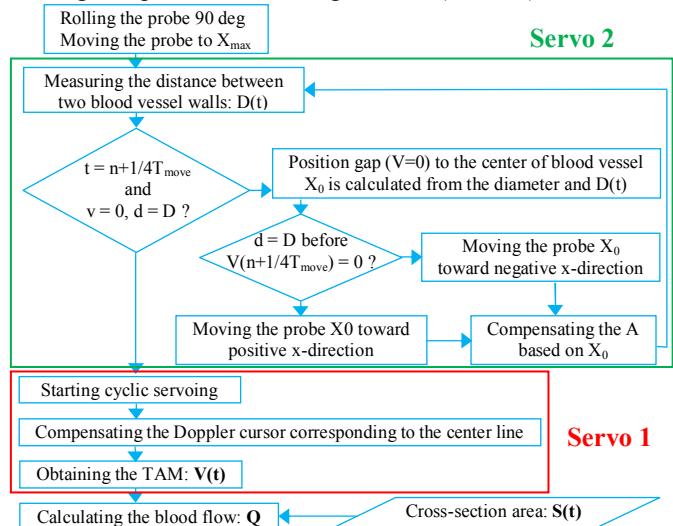 Rolling the probe 90 deg
Moving the probe to Xmax
Servo 2
Measuring the distance between
two blood vessel walls: D(t)
t = n+1/4Tmove
and
v = 0, d = D ?
Position gap (V=0) to the center of blood vessel
X0 is calculated from the diameter and D(t)
d = D before
V(n+1/4Tmove) = 0 ?
Moving the probe X0
toward negative x-direction
Moving the probe X0 toward
positive x-direction
Compensating the A
based on X0
Starting cyclic servoing
Compensating the Doppler cursor corresponding to the center line
Servo 1
Obtaining the TAM: V(t)
Calculating the blood flow: Q
Cross-section area: S(t)